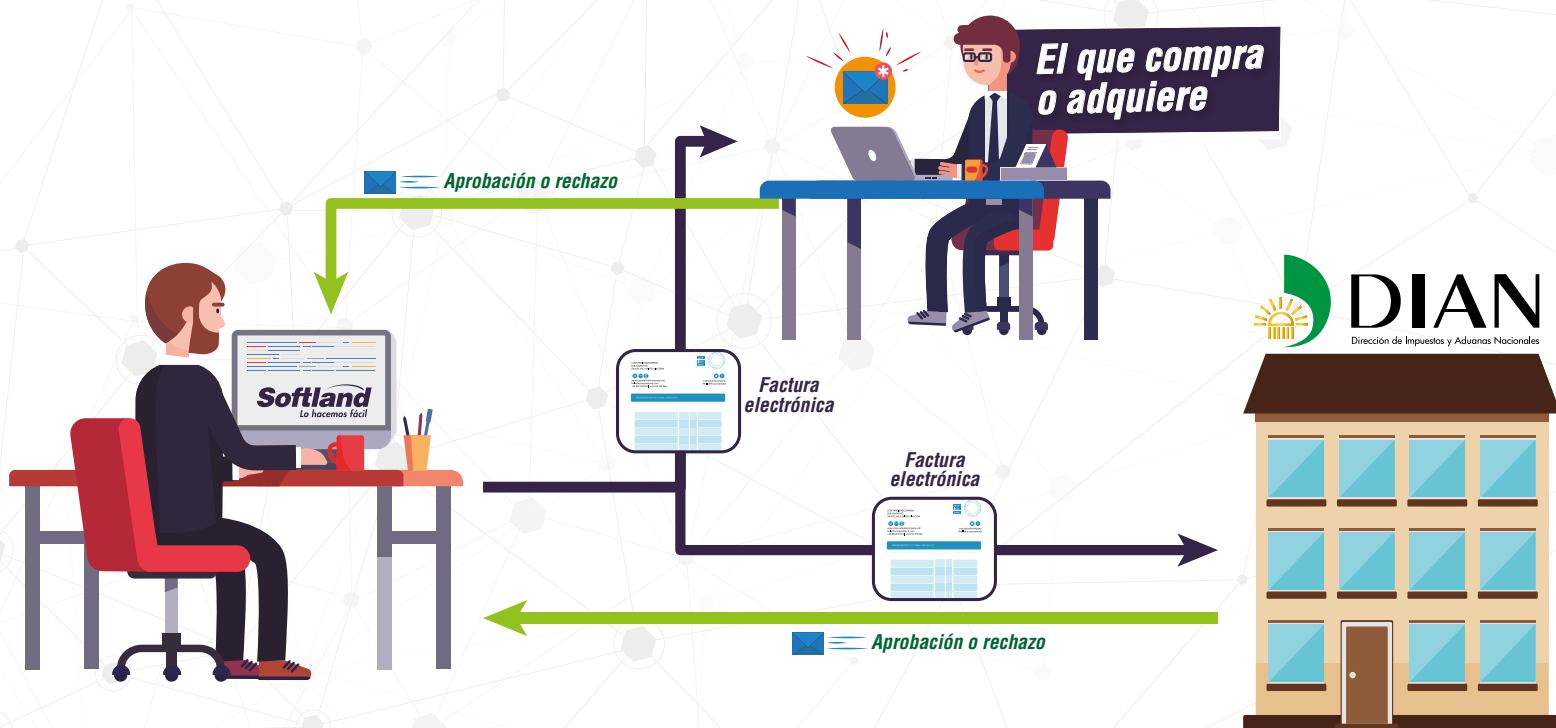 El que compra
o adquiere
Aprobación o rechazo
DIAN
Dirección de Impuestos y Aduanas Nacionales
Softland
Lo hacemos fácil
Factura
electrónica
Factura
electrónica
Aprobación o rechazo